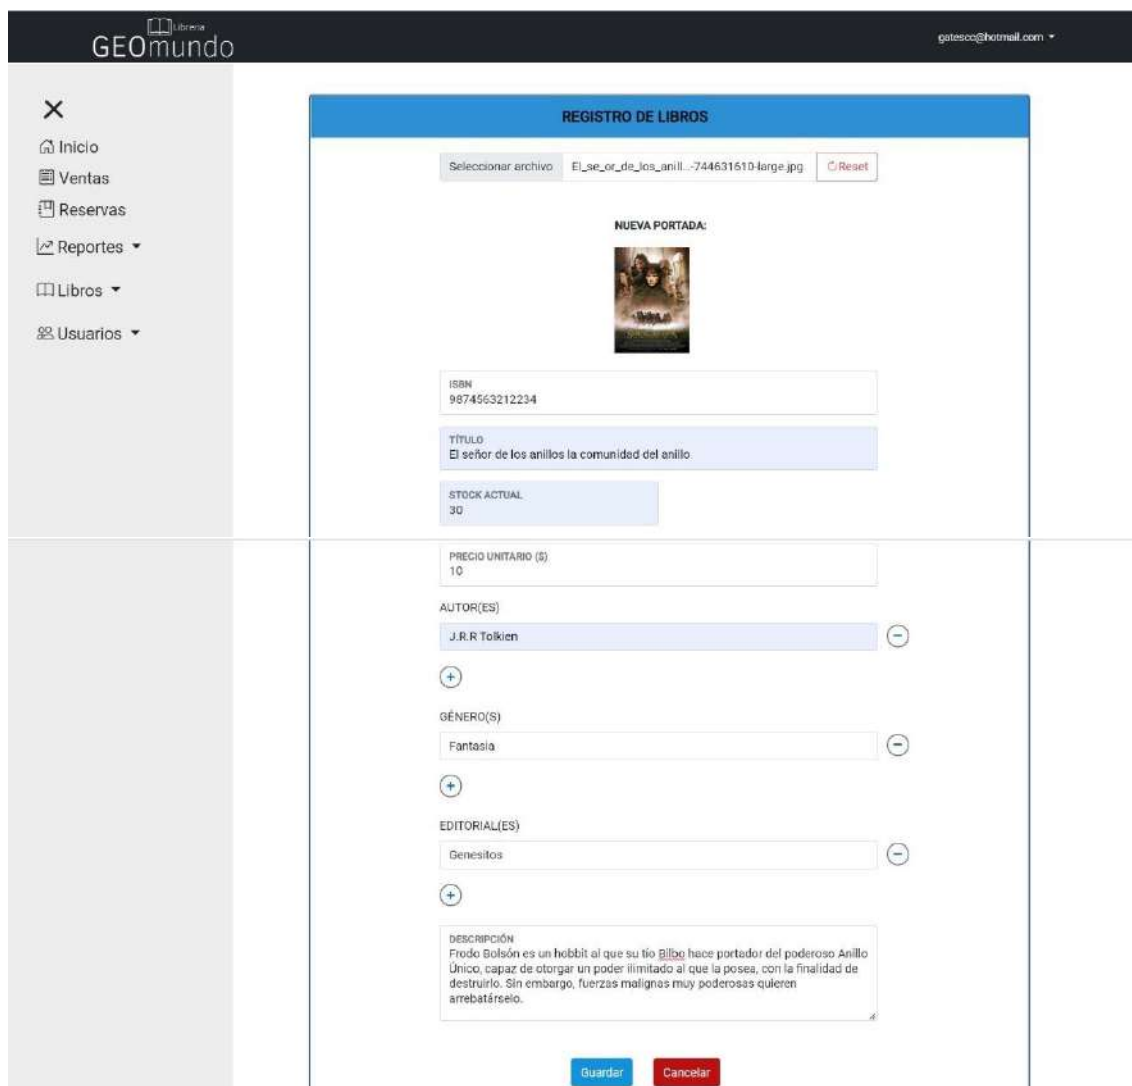 Libreria
GEOmundo
gatescc@hotmail.com
Inicio
Ventas
Reservas
Reportes
Libros
Usuarios
REGISTRO DE LIBROS
Seleccionar archivo El_se_or_de_los_anill...-744631610-large.jpg Reset
NUEVA PORTADA:
ISBN
9874563212234
TÍTULO
El señor de los anillos la comunidad del anillo
STOCK ACTUAL
30
PRECIO UNITARIO ($)
10
AUTOR(ES)
J.R.R Tolkien
GÉNERO(S)
Fantasia
EDITORIAL(ES)
Genesitos
DESCRIPCIÓN
Frodo Bolsón es un hobbit al que su tío Bilbo hace portador del poderoso Anillo
Único, capaz de otorgar un poder ilimitado al que la posea, con la finalidad de
destruirlo. Sin embargo, fuerzas malignas muy poderosas quieren
arrebatárselo.
Guardar Cancelar